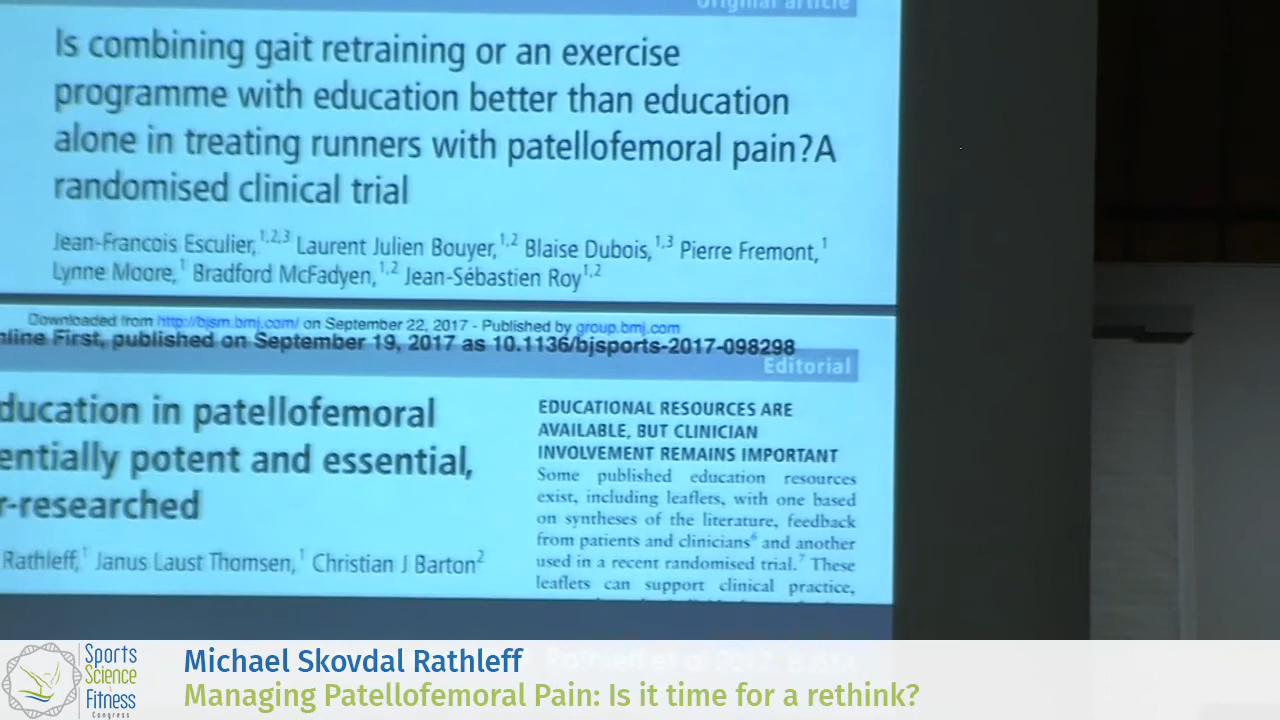 Original article
Is combining gait retraining or an exercise
programme with education better than education
alone in treating runners with patellofemoral pain?A
randomised clinical trial
Jean-Francois Esculier,1,2,3 Laurent Julien Bouyer,1,2 Blaise Dubois,1,3 Pierre Fremont,1
Lynne Moore,1 Bradford McFadyen,1,2 Jean-Sébastien Roy1,2
Downloaded from http://bjsm.bmj.com/ on September 22, 2017 - Published by group.bmj.com
nline First, published on September 19, 2017 as 10.1136/bjsports-2017-098298
Editorial
ducation in patellofemoral
entially potent and essential,
r-researched
Rathleff,1 Janus Laust Thomsen,1 Christian J Barton2
EDUCATIONAL RESOURCES ARE
AVAILABLE, BUT CLINICIAN
INVOLVEMENT REMAINS IMPORTANT
Some published education resources
exist, including leaflets, with one based
on syntheses of the literature, feedback
from patients and clinicians6 and another
used in a recent randomised trial.7 These
leaflets can support clinical practice,
Sports
Science
Fitness
Congress
Michael Skovdal Rathleff
Managing Patellofemoral Pain: Is it time for a rethink?